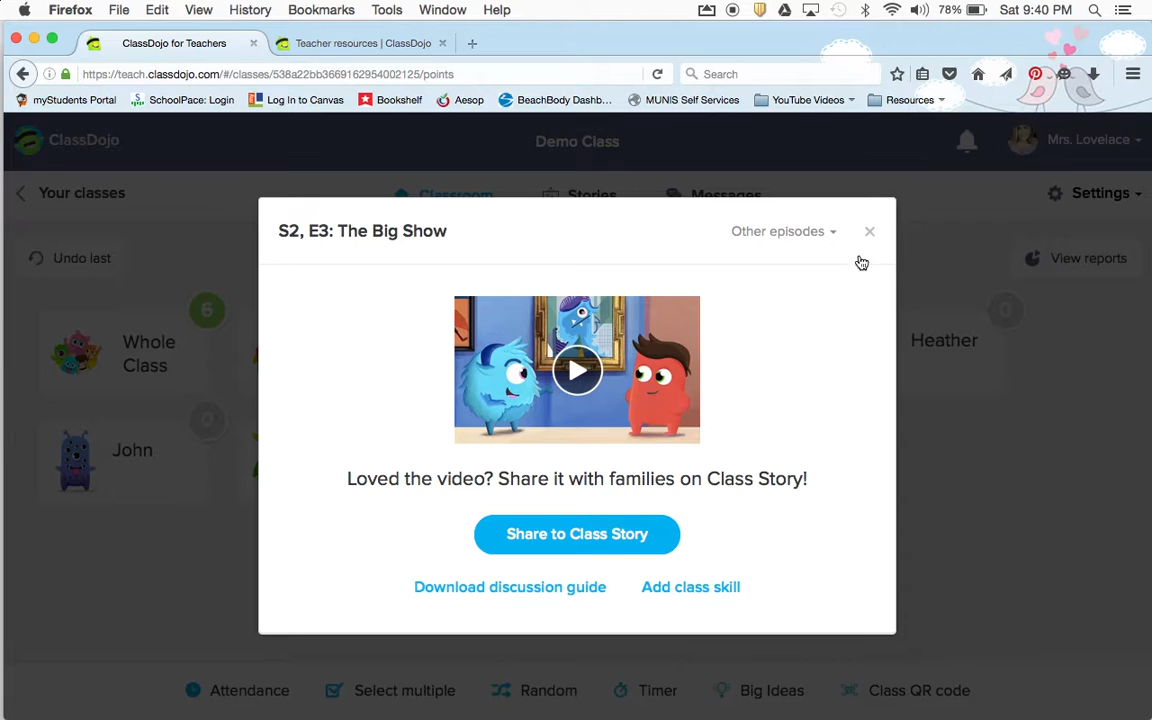 Firefox File Edit View History Bookmarks Tools Window Help 78% Sat 9:40 PM
ClassDojo for Teachers × Teacher resources | ClassDojo × +
https://teach.classdojo.com/#/classes/538a22bb3669162954002125/points Search
myStudents Portal SchoolPace: Login Log In to Canvas Bookshelf Aesop BeachBody Dashb... MUNIS Self Services YouTube Videos Resources
ClassDojo Demo Class Mrs. Lovelace
Your classes Classroom Stories Messages Settings
S2, E3: The Big Show Other episodes ×
Undo last View reports
6 0
Whole Class Heather
0
John
Loved the video? Share it with families on Class Story!
Share to Class Story
Download discussion guide Add class skill
Attendance Select multiple Random Timer Big Ideas Class QR code